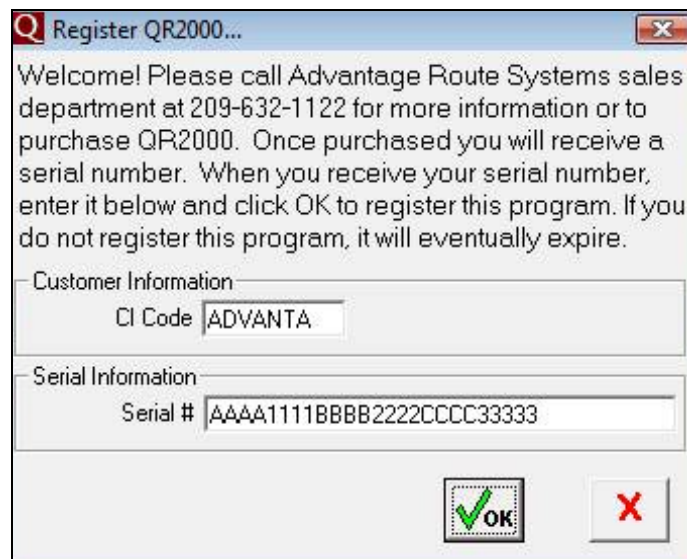 Q Register QR2000...
Welcome! Please call Advantage Route Systems sales
department at 209-632-1122 for more information or to
purchase QR2000. Once purchased you will receive a
serial number. When you receive your serial number,
enter it below and click OK to register this program. If you
do not register this program, it will eventually expire.
Customer Information
CI Code ADVANTA
Serial Information
Serial # AAAA1111BBBB2222CCCC33333
OK X